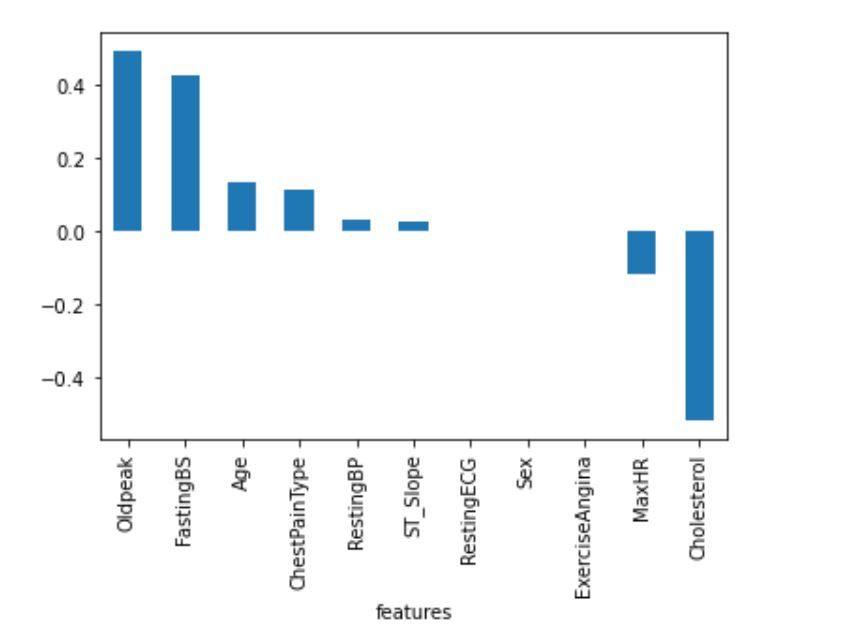 0.4
0.2
0.0
−0.2
−0.4
Oldpeak
FastingBS
Age
ChestPainType
RestingBP
ST_Slope
RestingECG
Sex
ExerciseAngina
MaxHR
Cholesterol
features